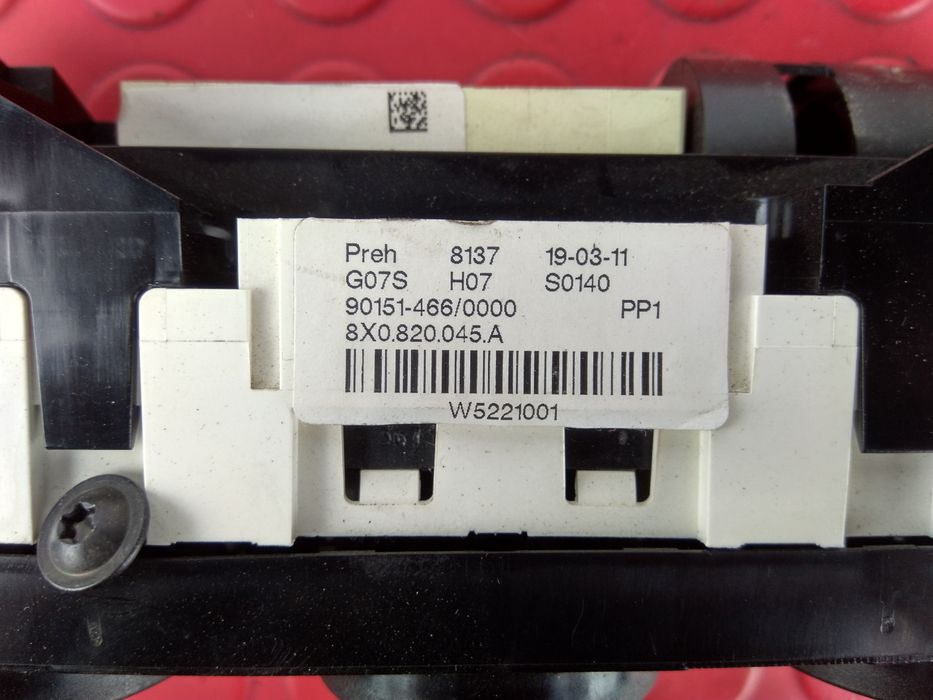 Preh 8137 19-03-11
G07S H07 S0140
90151-466/0000 PP1
8X0.820.045.A
W5221001